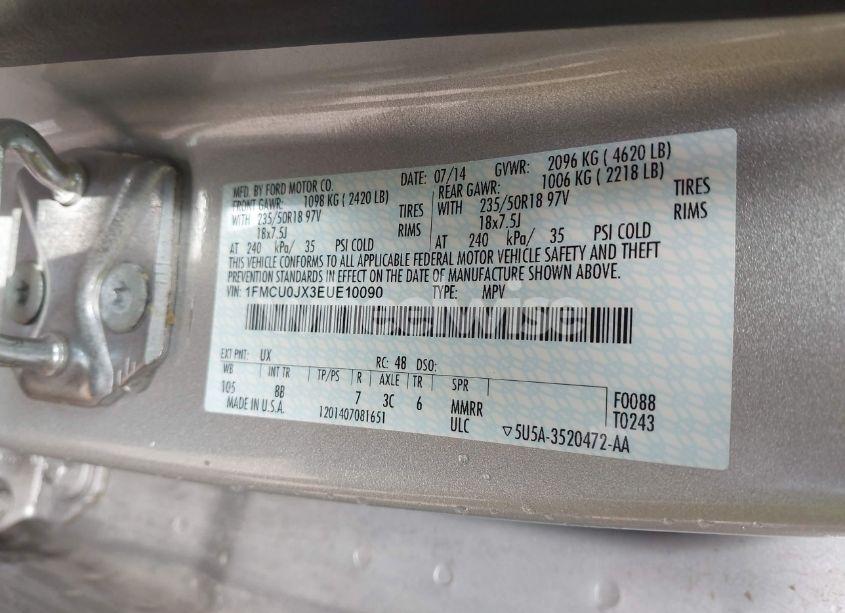 MFD. BY FORD MOTOR CO. DATE: 07/14 GVWR: 2096 KG ( 4620 LB)
FRONT GAWR: 1098 KG ( 2420 LB) REAR GAWR: 1006 KG ( 2218 LB)
WITH 235/50R18 97V TIRES WITH 235/50R18 97V TIRES
18x7.5J RIMS 18x7.5J RIMS
AT 240 kPa/ 35 PSI COLD AT 240 kPa/ 35 PSI COLD
THIS VEHICLE CONFORMS TO ALL APPLICABLE FEDERAL MOTOR VEHICLE SAFETY AND THEFT
PREVENTION STANDARDS IN EFFECT ON THE DATE OF MANUFACTURE SHOWN ABOVE.
VIN: 1FMCU0JX3EUE10090 TYPE: MPV
EXT PNT: UX RC: 48 DSO:
WB INT TR TP/PS R AXLE TR SPR F0088
105 8B 7 3C 6 MMRR T0243
MADE IN U.S.A. 1201407081651 ULC ▽5U5A-3520472-AA